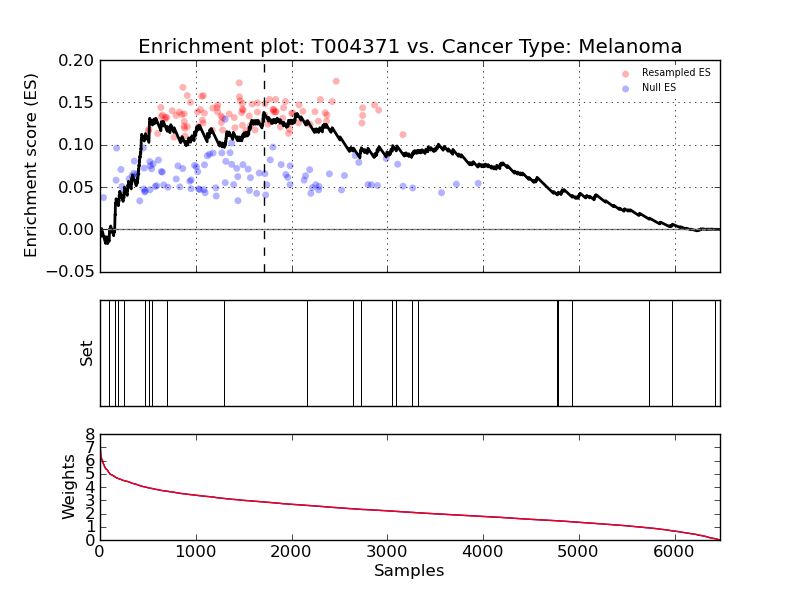 Enrichment plot: T004371 vs. Cancer Type: Melanoma
Enrichment score (ES)
0.20
0.15
0.10
0.05
0.00
−0.05
Resampled ES
Null ES
Set
Weights
8
7
6
5
4
3
2
1
0
0 1000 2000 3000 4000 5000 6000
Samples